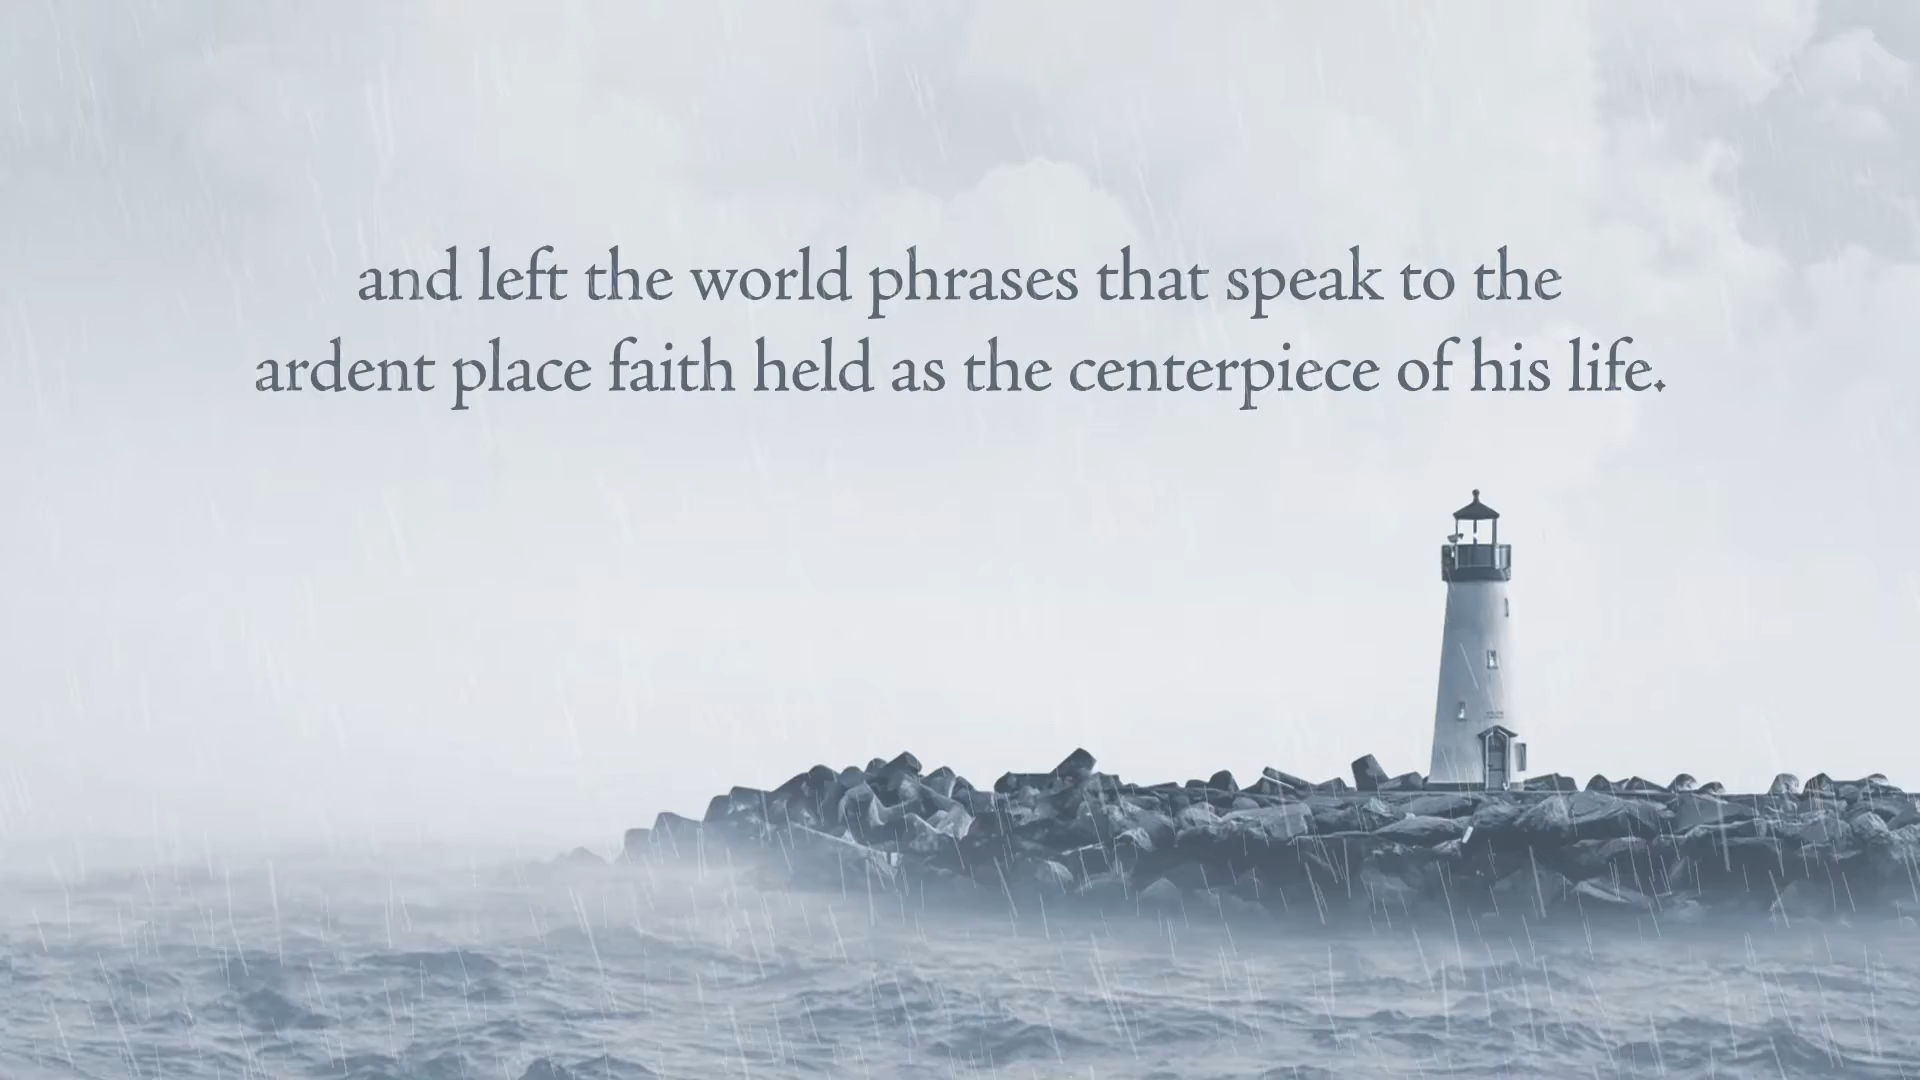 and left the world phrases that speak to the
ardent place faith held as the centerpiece of his life.